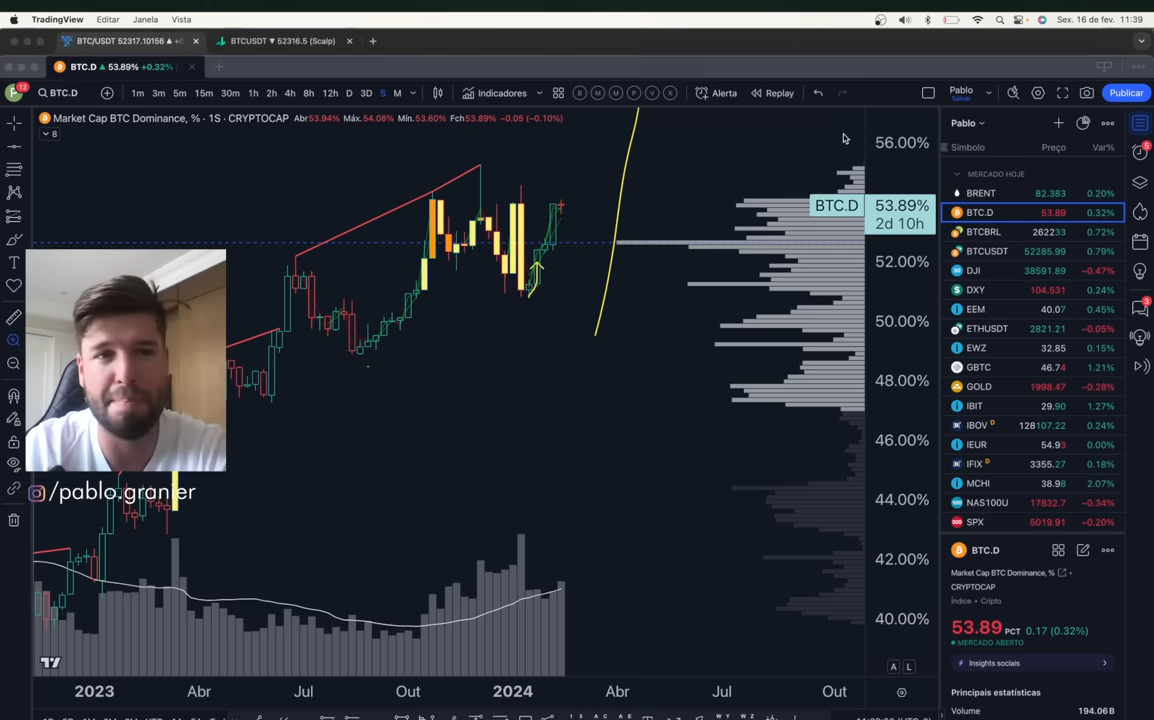 TradingView Editar Janela Vista Sex. 16 de fev. 11:39
BTC/USDT 52317.10156 ▲ +0 BTCUSDT ▼ 52316.5 (Scalp)
BTC.D ▲ 53.89% +0.32%
P 12 BTC.D 1m 3m 5m 15m 30m 1h 2h 4h 8h 12h D 3D S M Indicadores B M M P V X Alerta Replay Pablo Salvar Publicar
Market Cap BTC Dominance, % · 1S · CRYPTOCAP Abr53.94% Máx.54.08% Mín.53.60% Fch53.89% -0.05 (-0.10%)
8
56.00%
BTC.D 53.89%
2d 10h
52.00%
50.00%
48.00%
46.00%
44.00%
42.00%
40.00%
/pablo.granier
A L
2023 Abr Jul Out 2024 Abr Jul Out
Pablo
Símbolo Preço Var%
MERCADO HOJE
BRENT 82.383 0.20%
BTC.D 53.89 0.32%
BTCBRL 262233 0.72%
BTCUSDT 52285.99 0.79%
DJI 38591.89 -0.47%
DXY 104.531 0.24%
EEM 40.07 0.45%
ETHUSDT 2821.21 -0.05%
EWZ 32.85 0.15%
GBTC 46.74 1.21%
GOLD 1998.47 -0.28%
IBIT 29.90 1.27%
IBOV D 128107.22 0.24%
IEUR 54.93 0.00%
IFIX D 3355.27 0.18%
MCHI 38.98 2.07%
NAS100U 17832.7 -0.34%
SPX 5019.91 -0.20%
BTC.D
Market Cap BTC Dominance, %
CRYPTOCAP
Índice • Cripto
53.89 PCT 0.17 (0.32%)
MERCADO ABERTO
Insights sociais
Principais estatísticas
Volume 194.06B